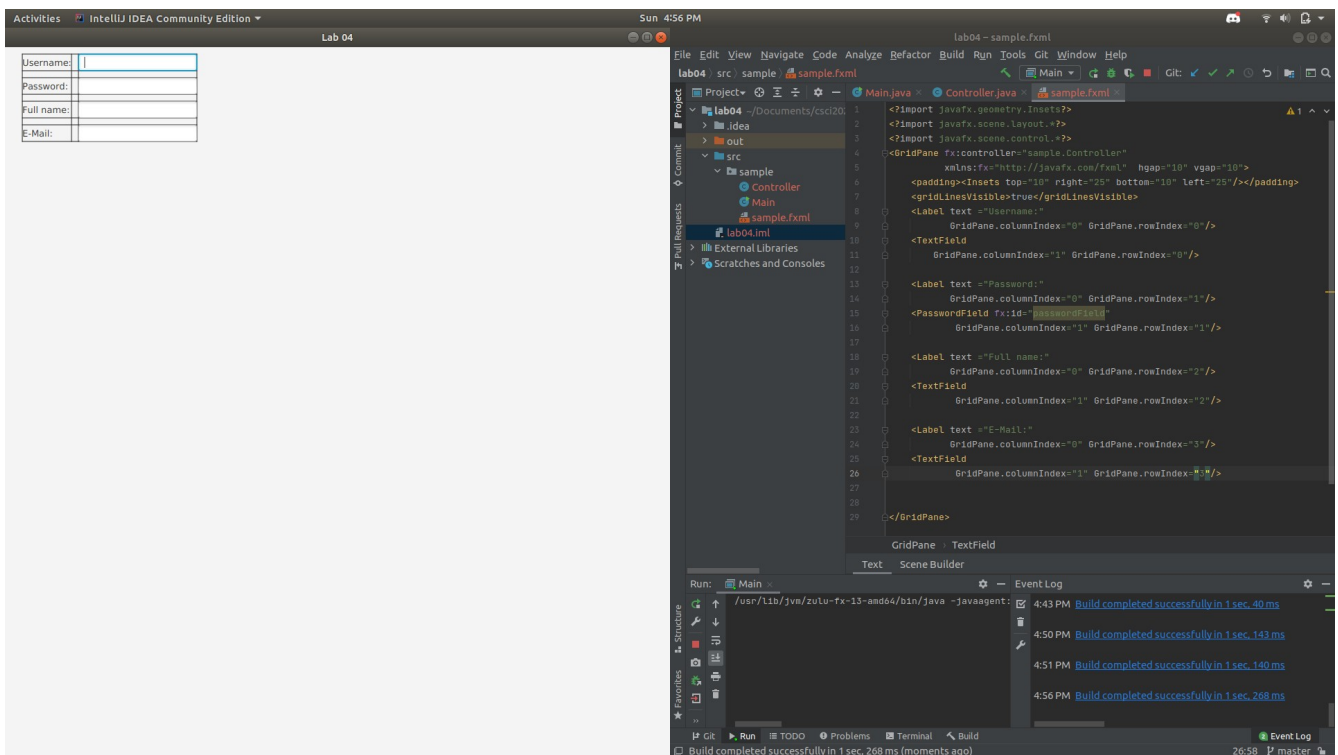 Activities IntelliJ IDEA Community Edition Sun 4:56 PM
Lab 04
Username:
Password:
Full name:
E-Mail:
lab04 – sample.fxml
File Edit View Navigate Code Analyze Refactor Build Run Tools Git Window Help
lab04 src sample sample.fxml Main Git:
Project Main.java Controller.java sample.fxml
lab04 ~/Documents/csci20
.idea
out
src
sample
Controller
Main
sample.fxml
lab04.iml
External Libraries
Scratches and Consoles
Project
Commit
Pull Requests
1 <?import javafx.geometry.Insets?>
2 <?import javafx.scene.layout.*?>
3 <?import javafx.scene.control.*?>
4 <GridPane fx:controller="sample.Controller"
5 xmlns:fx="http://javafx.com/fxml" hgap="10" vgap="10">
6 <padding><Insets top="10" right="25" bottom="10" left="25"/></padding>
7 <gridLinesVisible>true</gridLinesVisible>
8 <Label text ="Username:"
9 GridPane.columnIndex="0" GridPane.rowIndex="0"/>
10 <TextField
11 GridPane.columnIndex="1" GridPane.rowIndex="0"/>
12
13 <Label text ="Password:"
14 GridPane.columnIndex="0" GridPane.rowIndex="1"/>
15 <PasswordField fx:id="passwordField"
16 GridPane.columnIndex="1" GridPane.rowIndex="1"/>
17
18 <Label text ="Full name:"
19 GridPane.columnIndex="0" GridPane.rowIndex="2"/>
20 <TextField
21 GridPane.columnIndex="1" GridPane.rowIndex="2"/>
22
23 <Label text ="E-Mail:"
24 GridPane.columnIndex="0" GridPane.rowIndex="3"/>
25 <TextField
26 GridPane.columnIndex="1" GridPane.rowIndex="3"/>
27
28
29 </GridPane>
1
GridPane TextField
Text Scene Builder
Run: Main
/usr/lib/jvm/zulu-fx-13-amd64/bin/java -javaagent:
Event Log
4:43 PM Build completed successfully in 1 sec, 40 ms
4:50 PM Build completed successfully in 1 sec, 143 ms
4:51 PM Build completed successfully in 1 sec, 140 ms
4:56 PM Build completed successfully in 1 sec, 268 ms
Structure
Favorites
Git Run TODO Problems Terminal Build Event Log
Build completed successfully in 1 sec, 268 ms (moments ago) 26:58 master